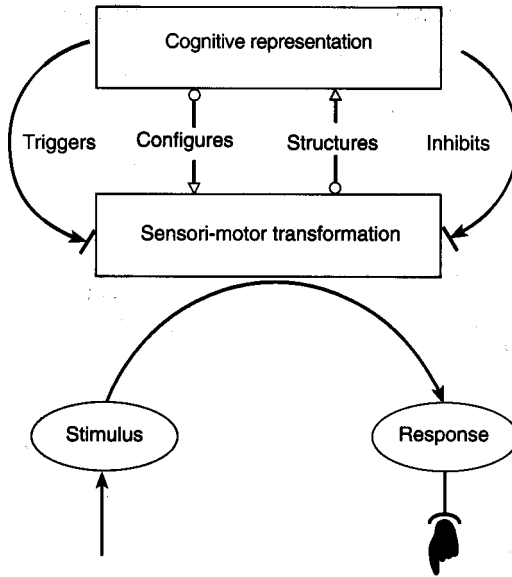 Cognitive representation
Triggers Configures Structures Inhibits
Sensori-motor transformation
Stimulus Response